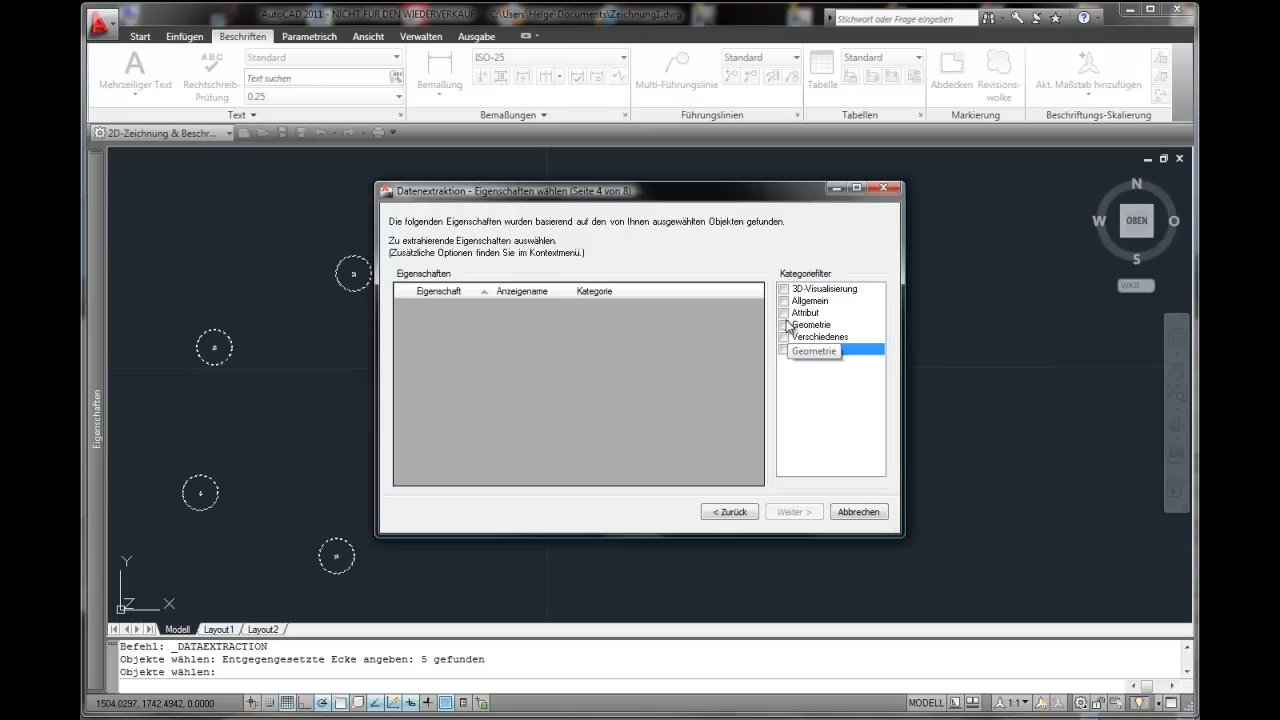 AutoCAD 2011 - NICHT FÜR DEN WIEDERVERKAUF C:\Users\Helge\Documents\Zeichnung1.dwg
Stichwort oder Frage eingeben
Start Einfügen Beschriften Parametrisch Ansicht Verwalten Ausgabe
Standard
ISO-25
Standard
Standard
Text suchen
0.25
Mehrzeiliger Text
Rechtschreib-
Prüfung
Bemaßung
Multi-Führungslinie
Tabelle
Abdecken
Revisions-
wolke
Akt. Maßstab hinzufügen
Text Bemaßungen Führungslinien Tabellen Markierung Beschriftungs-Skalierung
2D-Zeichnung & Beschr...
Eigenschaften
N
W OBEN O
S
WKS
Datenextraktion - Eigenschaften wählen (Seite 4 von 8)
Die folgenden Eigenschaften wurden basierend auf den von Ihnen ausgewählten Objekten gefunden.
Zu extrahierende Eigenschaften auswählen.
(Zusätzliche Optionen finden Sie im Kontextmenü.)
Eigenschaften
Eigenschaft Anzeigename Kategorie
Kategoriefilter
3D-Visualisierung
Allgemein
Attribut
Geometrie
Verschiedenes
Geometrie
< Zurück Weiter > Abbrechen
Y
Z X
Modell Layout1 Layout2
Befehl: _DATAEXTRACTION
Objekte wählen: Entgegengesetzte Ecke angeben: 5 gefunden
Objekte wählen:
1504.0297, 1742.4942, 0.0000
MODELL
1:1